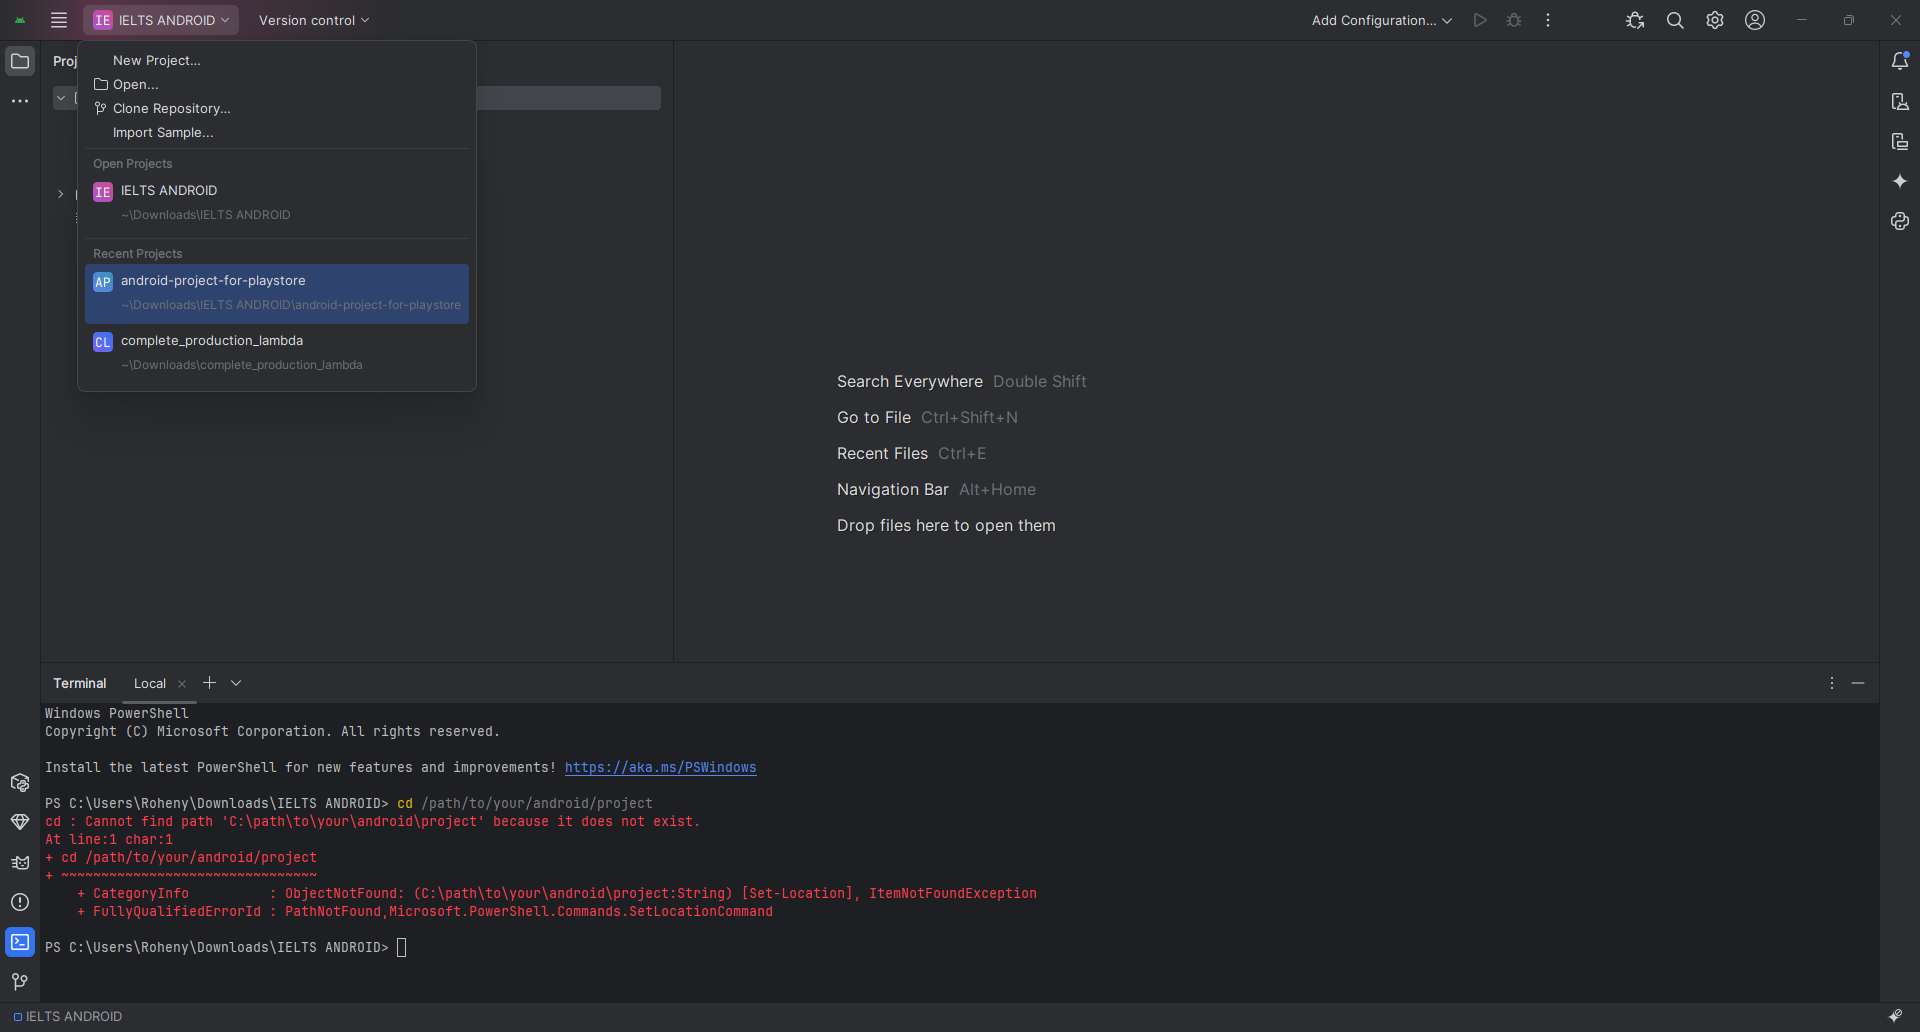 IE IELTS ANDROID
Version control
Add Configuration...
Proj
New Project...
Open...
Clone Repository...
Import Sample...
Open Projects
IE IELTS ANDROID
~\Downloads\IELTS ANDROID
Recent Projects
AP android-project-for-playstore
~\Downloads\IELTS ANDROID\android-project-for-playstore
CL complete_production_lambda
~\Downloads\complete_production_lambda
Search Everywhere Double Shift
Go to File Ctrl+Shift+N
Recent Files Ctrl+E
Navigation Bar Alt+Home
Drop files here to open them
Terminal Local
Windows PowerShell
Copyright (C) Microsoft Corporation. All rights reserved.
Install the latest PowerShell for new features and improvements! https://aka.ms/PSWindows
PS C:\Users\Roheny\Downloads\IELTS ANDROID> cd /path/to/your/android/project
cd : Cannot find path 'C:\path\to\your\android\project' because it does not exist.
At line:1 char:1
+ cd /path/to/your/android/project
+ ~~~~~~~~~~~~~~~~~~~~~~~~~~~~~~~~
    + CategoryInfo          : ObjectNotFound: (C:\path\to\your\android\project:String) [Set-Location], ItemNotFoundException
    + FullyQualifiedErrorId : PathNotFound,Microsoft.PowerShell.Commands.SetLocationCommand
PS C:\Users\Roheny\Downloads\IELTS ANDROID>
IELTS ANDROID